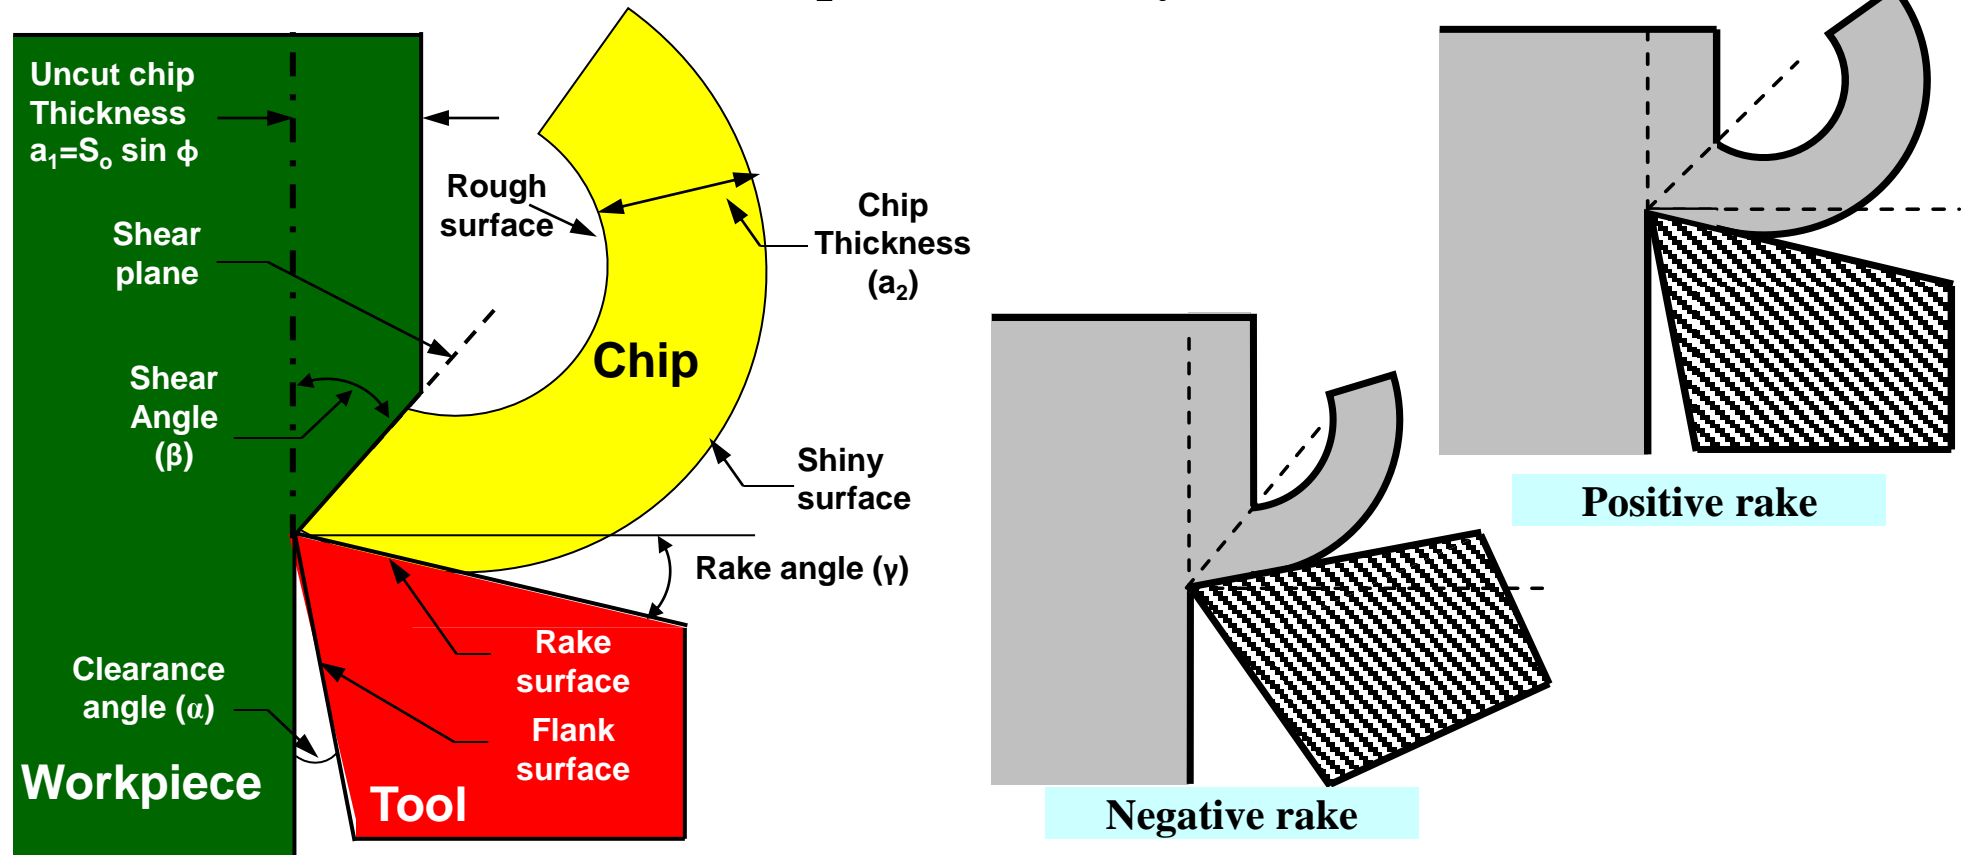 Uncut chip
Thickness
a₁=Sₒ sin ϕ
Rough
surface
Chip
Thickness
(a₂)
Shear
plane
Chip
Shear
Angle
(β)
Shiny
surface
Rake angle (γ)
Rake
surface
Clearance
angle (α)
Flank
surface
Workpiece
Tool
Positive rake
Negative rake